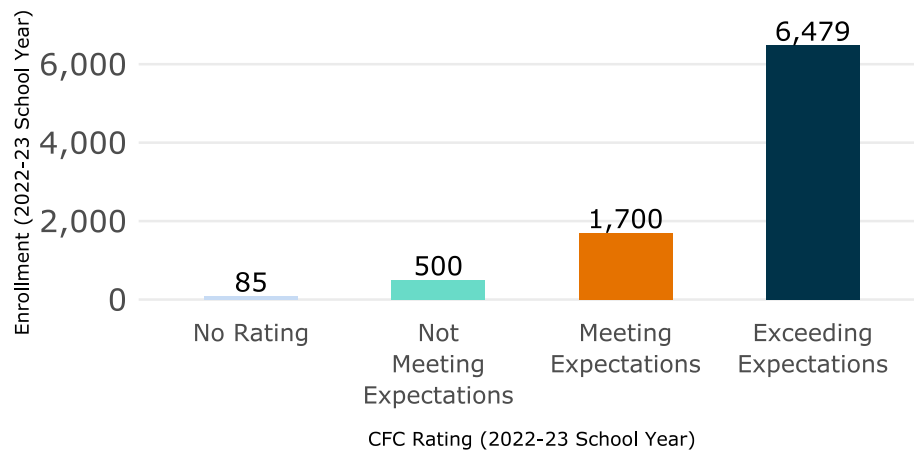 Enrollment (2022-23 School Year)
6,000
4,000
2,000
0
85
500
1,700
6,479
No Rating
Not
Meeting
Expectations
Meeting
Expectations
Exceeding
Expectations
CFC Rating (2022-23 School Year)